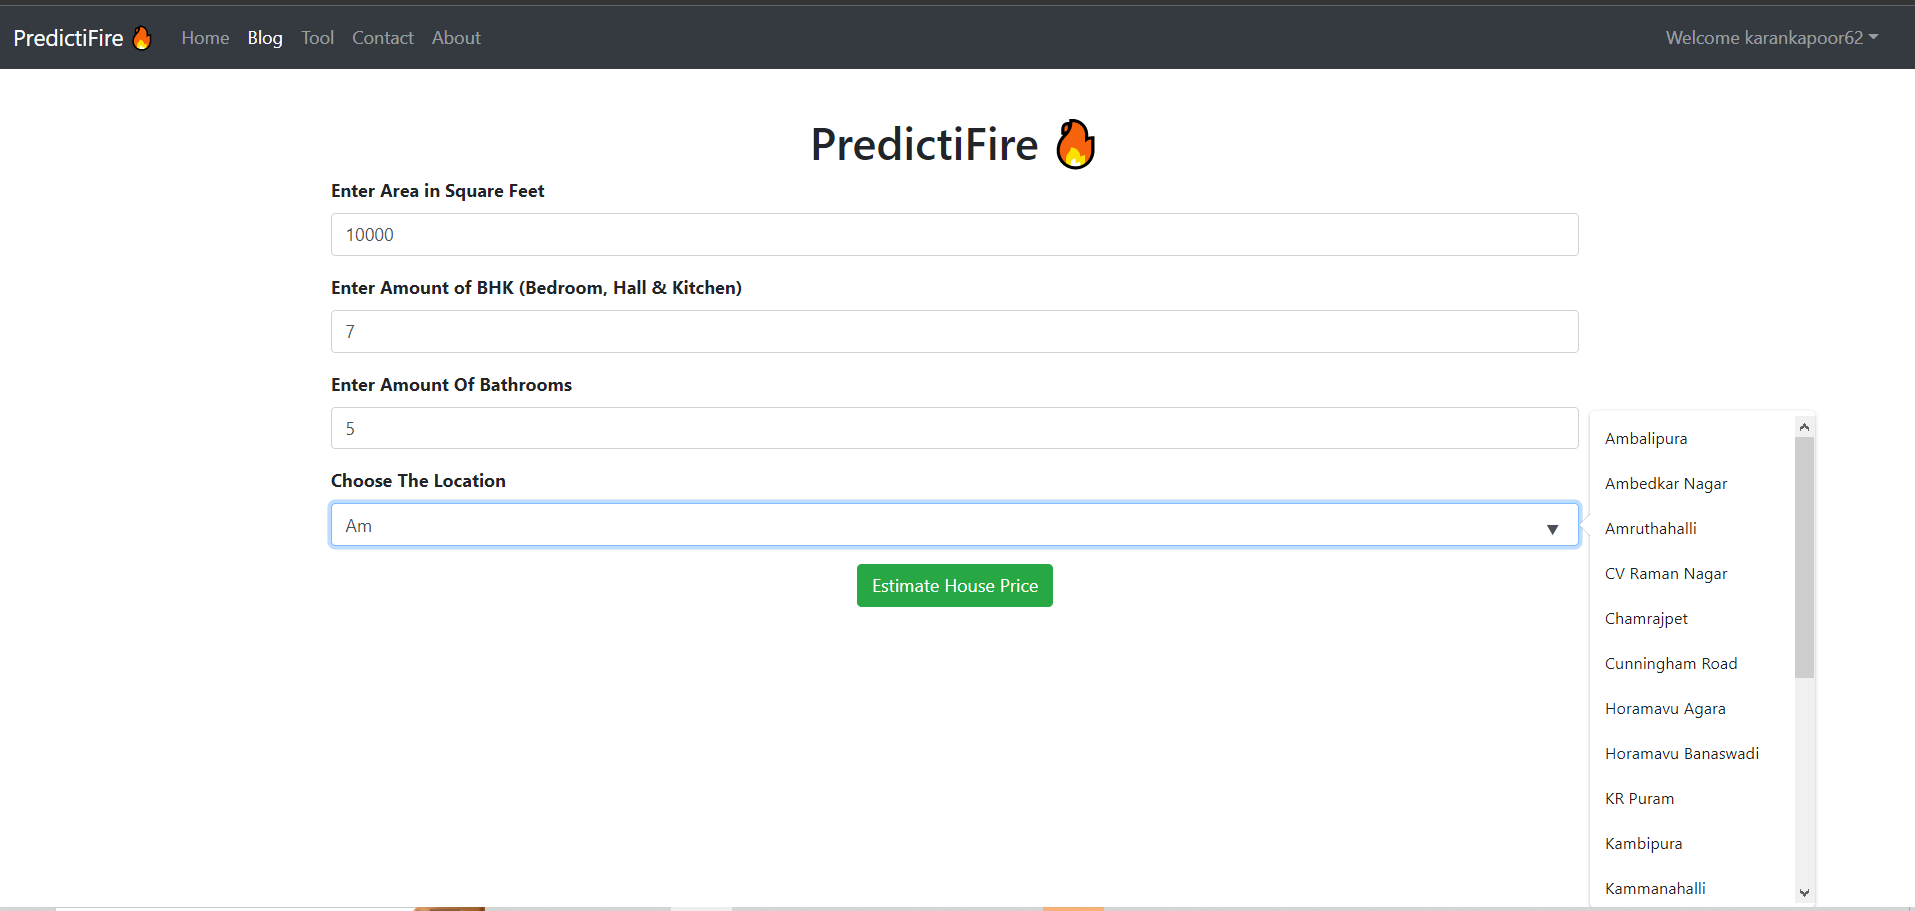 PredictiFire Home Blog Tool Contact About Welcome karankapoor62
PredictiFire
Enter Area in Square Feet
10000
Enter Amount of BHK (Bedroom, Hall & Kitchen)
7
Enter Amount Of Bathrooms
5
Choose The Location
Am
Estimate House Price
Ambalipura
Ambedkar Nagar
Amruthahalli
CV Raman Nagar
Chamrajpet
Cunningham Road
Horamavu Agara
Horamavu Banaswadi
KR Puram
Kambipura
Kammanahalli